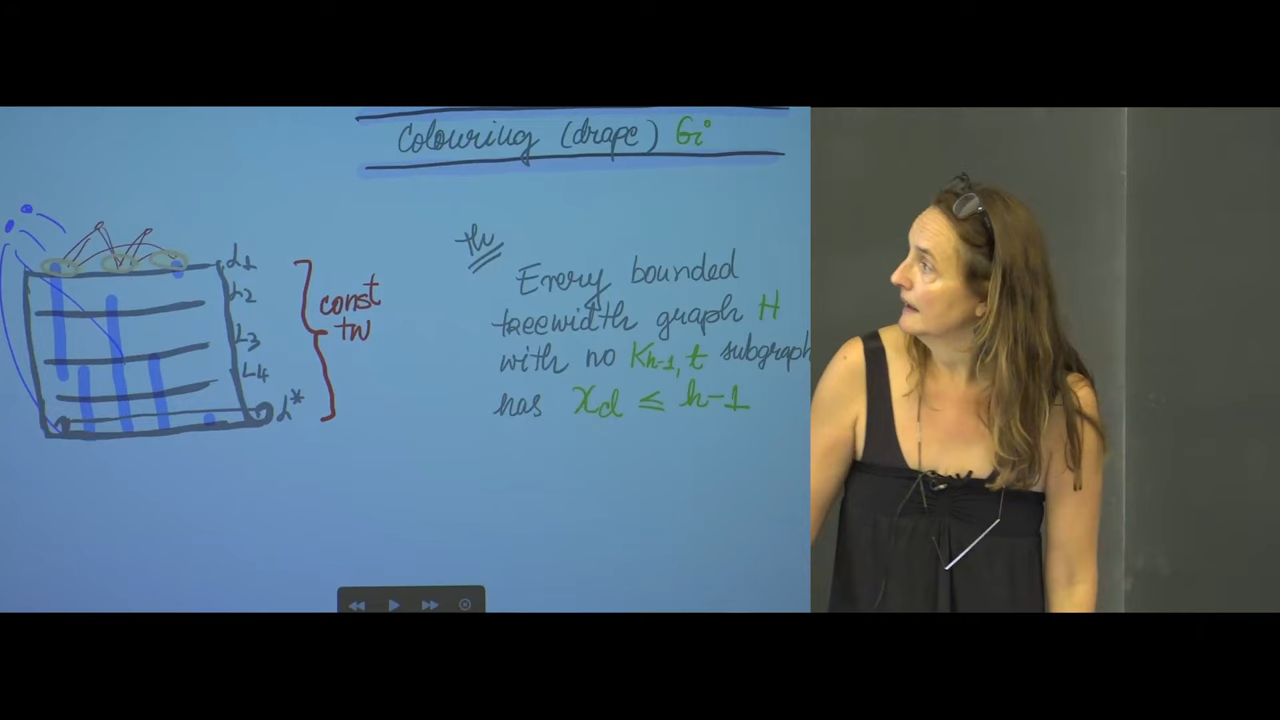 Colouring (drape) Gi
th
Every bounded
treewidth graph H
with no Kh-1, t subgraph
has χd ≤ h-1
L1
L2
L3
L4
L*
const
tw